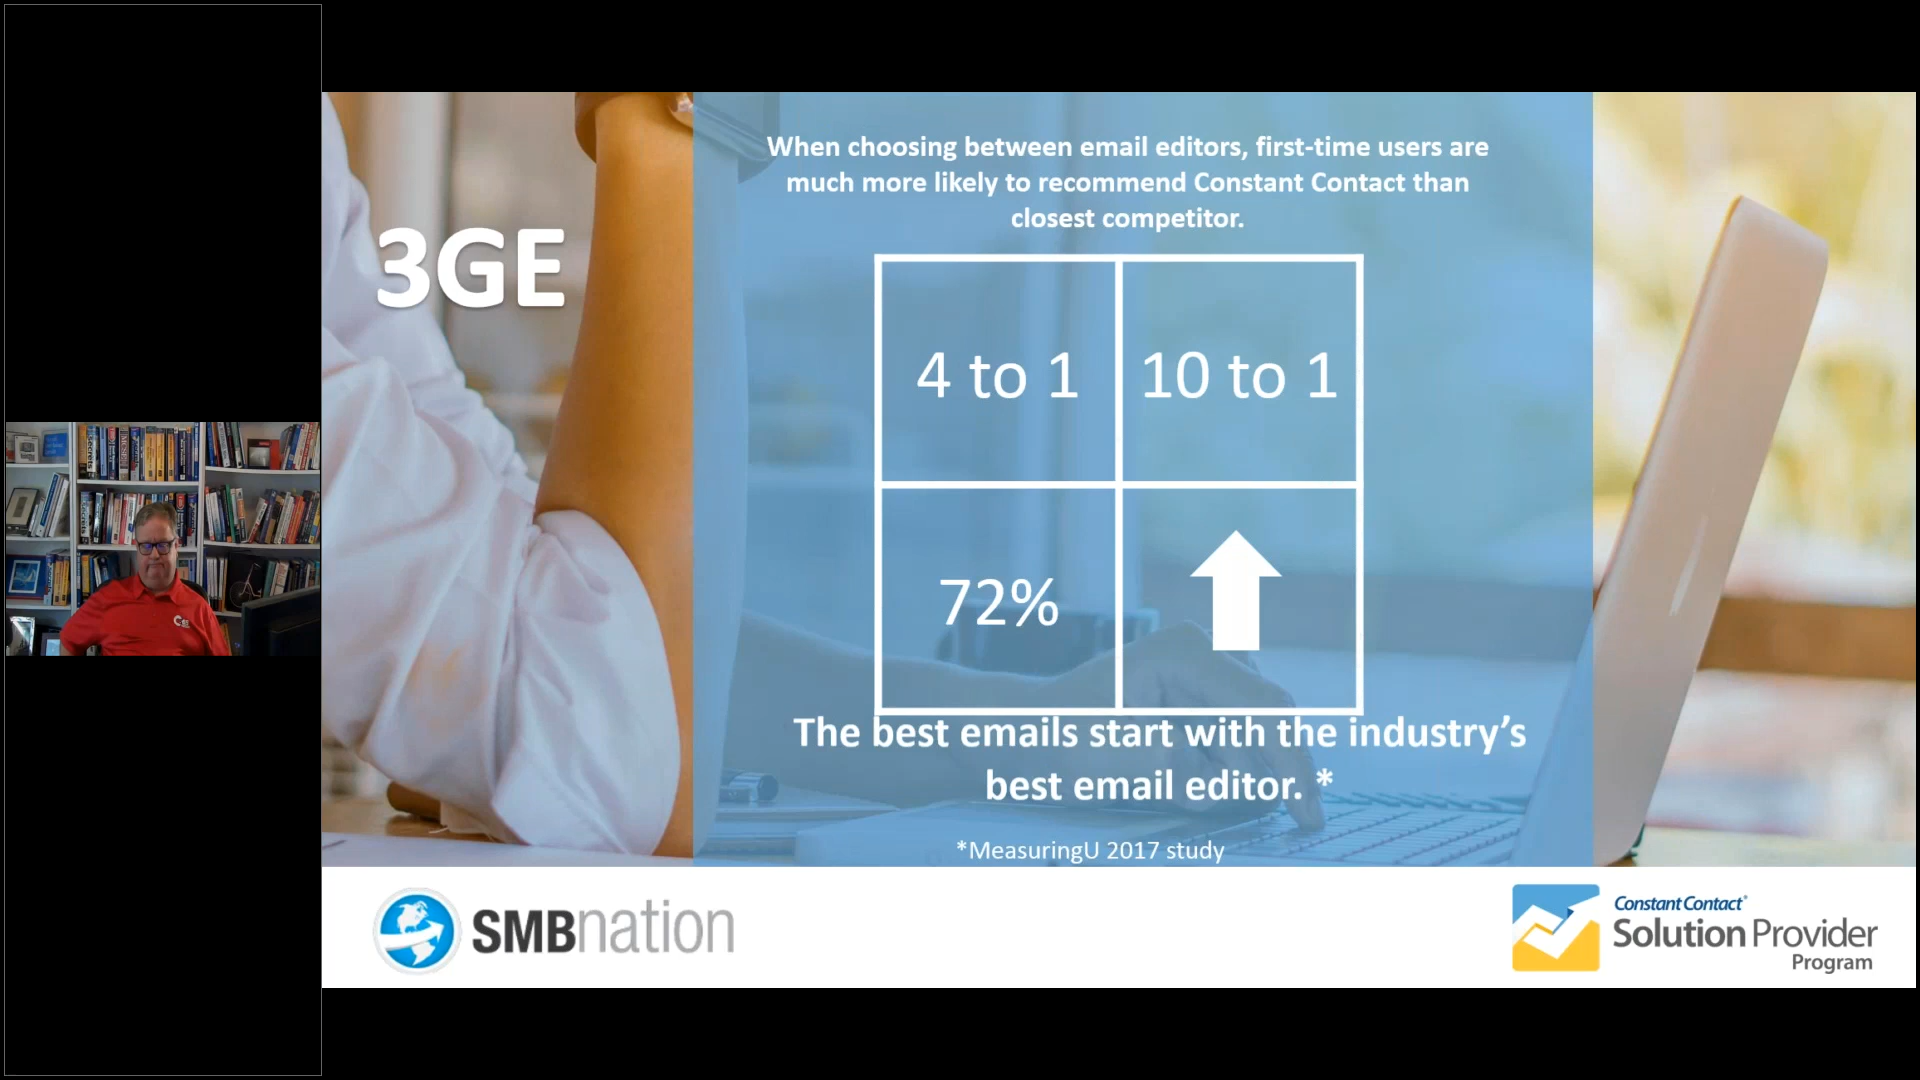 When choosing between email editors, first-time users are
much more likely to recommend Constant Contact than
closest competitor.
3GE
4 to 1
10 to 1
72%
The best emails start with the industry’s
best email editor. *
*MeasuringU 2017 study
SMBnation
Constant Contact®
Solution Provider
Program